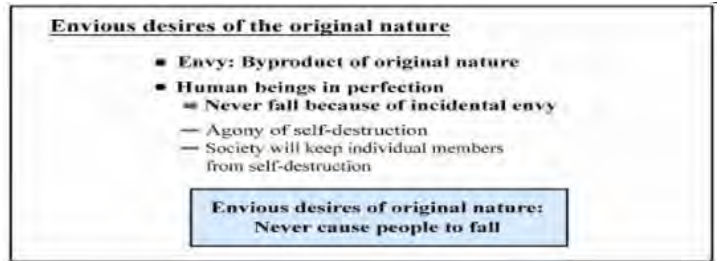 Envious desires of the original nature
▪ Envy: Byproduct of original nature
▪ Human beings in perfection
⇒ Never fall because of incidental envy
— Agony of self-destruction
— Society will keep individual members
from self-destruction
Envious desires of original nature:
Never cause people to fall